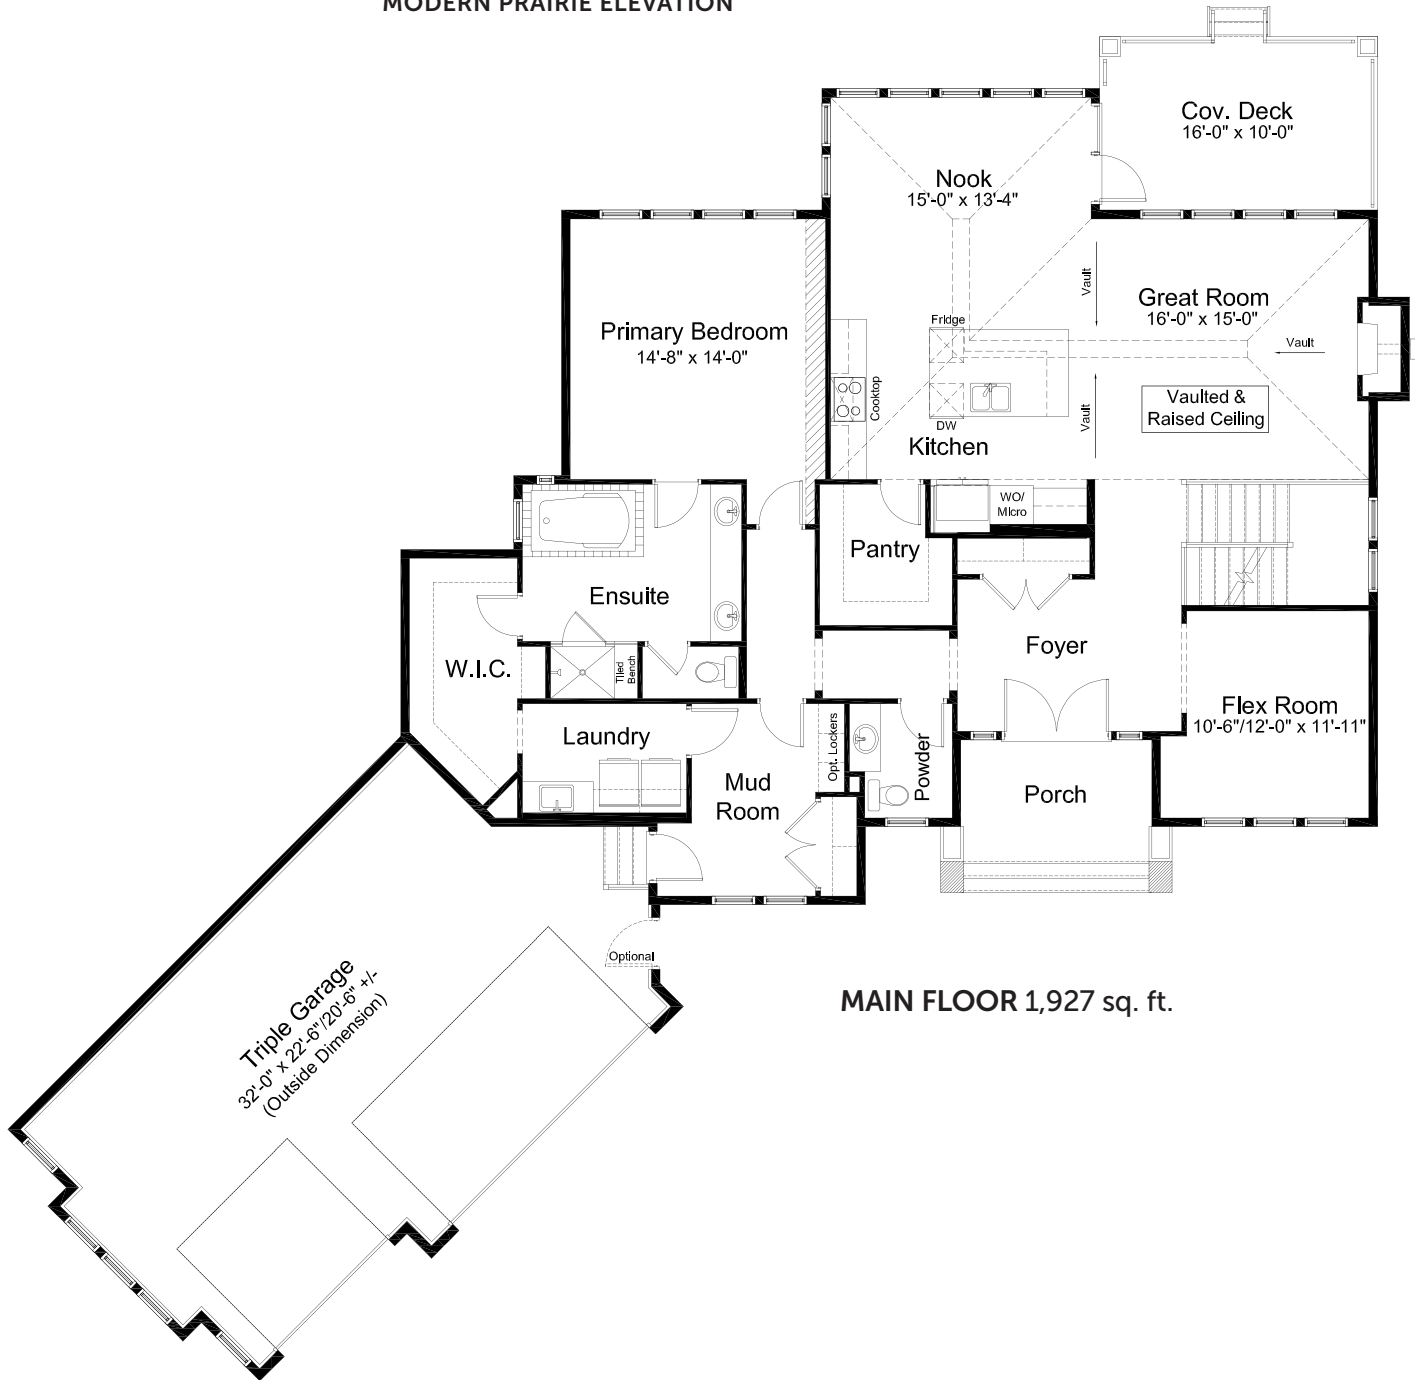 MODERN PRAIRIE ELEVATION
Cov. Deck
16'-0" x 10'-0"
Nook
15'-0" x 13'-4"
Vault
Great Room
16'-0" x 15'-0"
Primary Bedroom
14'-8" x 14'-0"
Fridge
Vault
Cooktop
Vaulted &
Raised Ceiling
Vault
DW
Kitchen
WO/
Micro
Pantry
Ensuite
Foyer
W.I.C.
Tiled
Bench
Flex Room
10'-6"/12'-0" x 11'-11"
Laundry
Opt. Lockers
Powder
Mud
Room
Porch
Optional
Triple Garage
32'-0" x 22'-6"/20'-6" +/-
(Outside Dimension)
MAIN FLOOR 1,927 sq. ft.